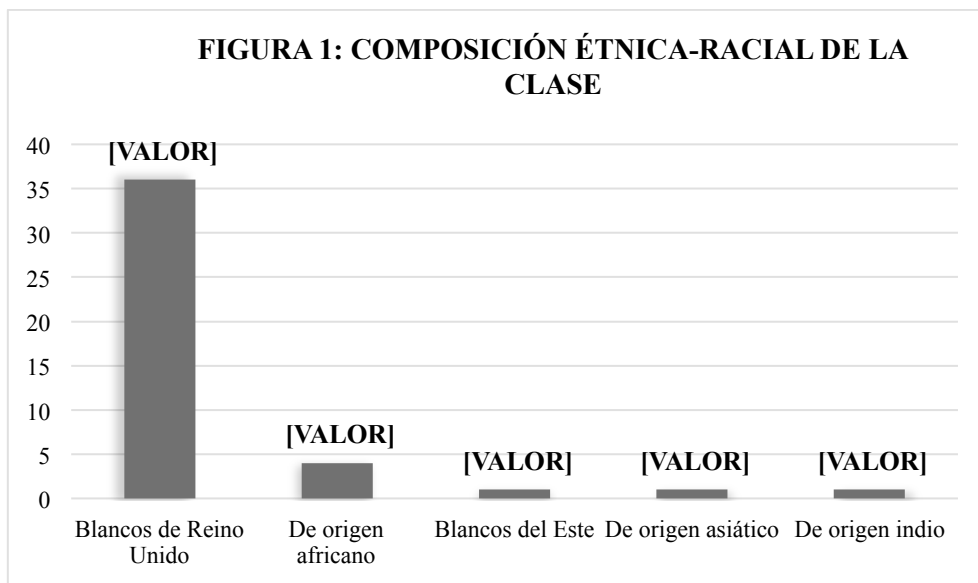 FIGURA 1: COMPOSICIÓN ÉTNICA-RACIAL DE LA
CLASE
40
35
30
25
20
15
10
5
0
[VALOR]
[VALOR]
[VALOR]
[VALOR]
[VALOR]
Blancos de Reino
Unido
De origen
africano
Blancos del Este
De origen asiático
De origen indio